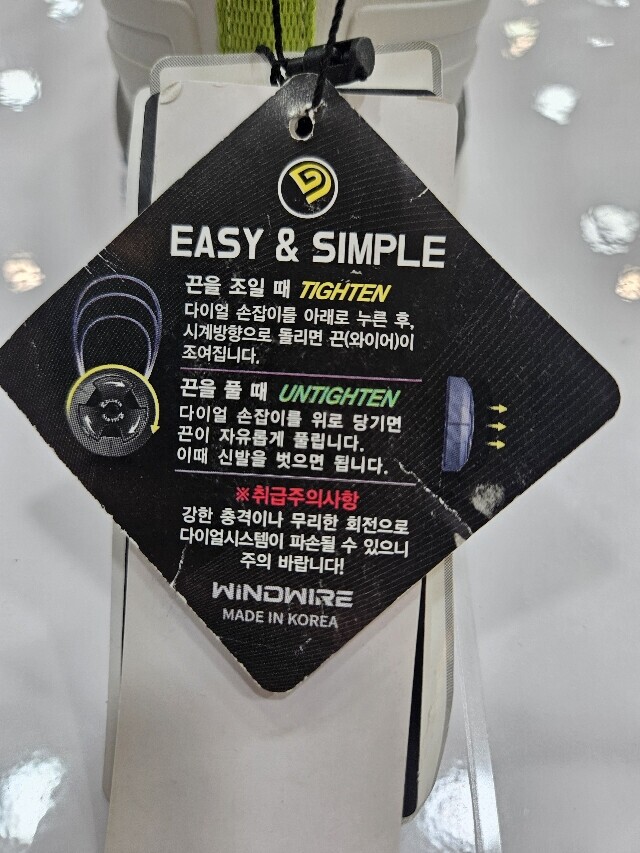 EASY & SIMPLE
끈을 조일 때 TIGHTEN
다이얼 손잡이를 아래로 누른 후,
시계방향으로 돌리면 끈(와이어)이
조여집니다.
끈을 풀 때 UNTIGHTEN
다이얼 손잡이를 위로 당기면
끈이 자유롭게 풀립니다.
이때 신발을 벗으면 됩니다.
※취급주의사항
강한 충격이나 무리한 회전으로
다이얼시스템이 파손될 수 있으니
주의 바랍니다!
WINDWIRE
MADE IN KOREA